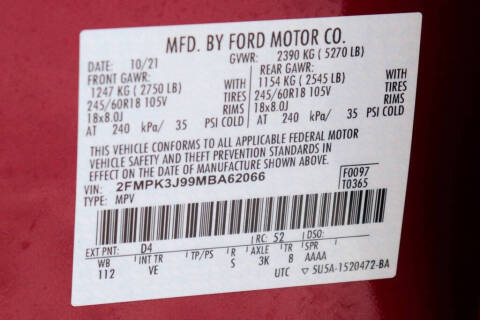 MFD. BY FORD MOTOR CO.
DATE: 10/21 GVWR: 2390 KG ( 5270 LB)
FRONT GAWR: REAR GAWR:
1247 KG ( 2750 LB) WITH 1154 KG ( 2545 LB) WITH
245/60R18 105V TIRES 245/60R18 105V TIRES
18x8.0J RIMS 18x8.0J RIMS
AT 240 kPa/ 35 PSI COLD AT 240 kPa/ 35 PSI COLD
THIS VEHICLE CONFORMS TO ALL APPLICABLE FEDERAL MOTOR
VEHICLE SAFETY AND THEFT PREVENTION STANDARDS IN
EFFECT ON THE DATE OF MANUFACTURE SHOWN ABOVE.
VIN: 2FMPK3J99MBA62066 F0097
TYPE: MPV T0365
EXT PNT: D4 RC: 52 DSO:
WB INT TR TP/PS R AXLE TR SPR
112 VE S 3K 8 AAAA
UTC ▽5U5A-1520472-BA